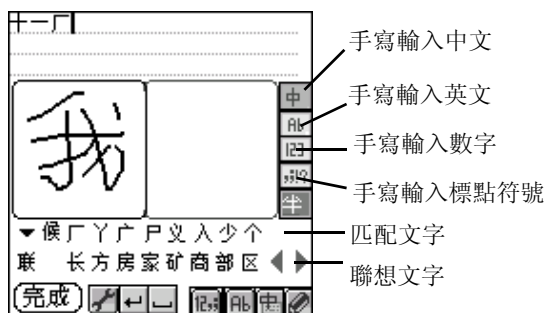 十一厂
我
中
手寫輸入中文
Ab
手寫輸入英文
123
手寫輸入數字
手寫輸入標點符號
半
候厂丫广尸义入少个
匹配文字
联 长方房家矿商部区
聯想文字
完成
Ab